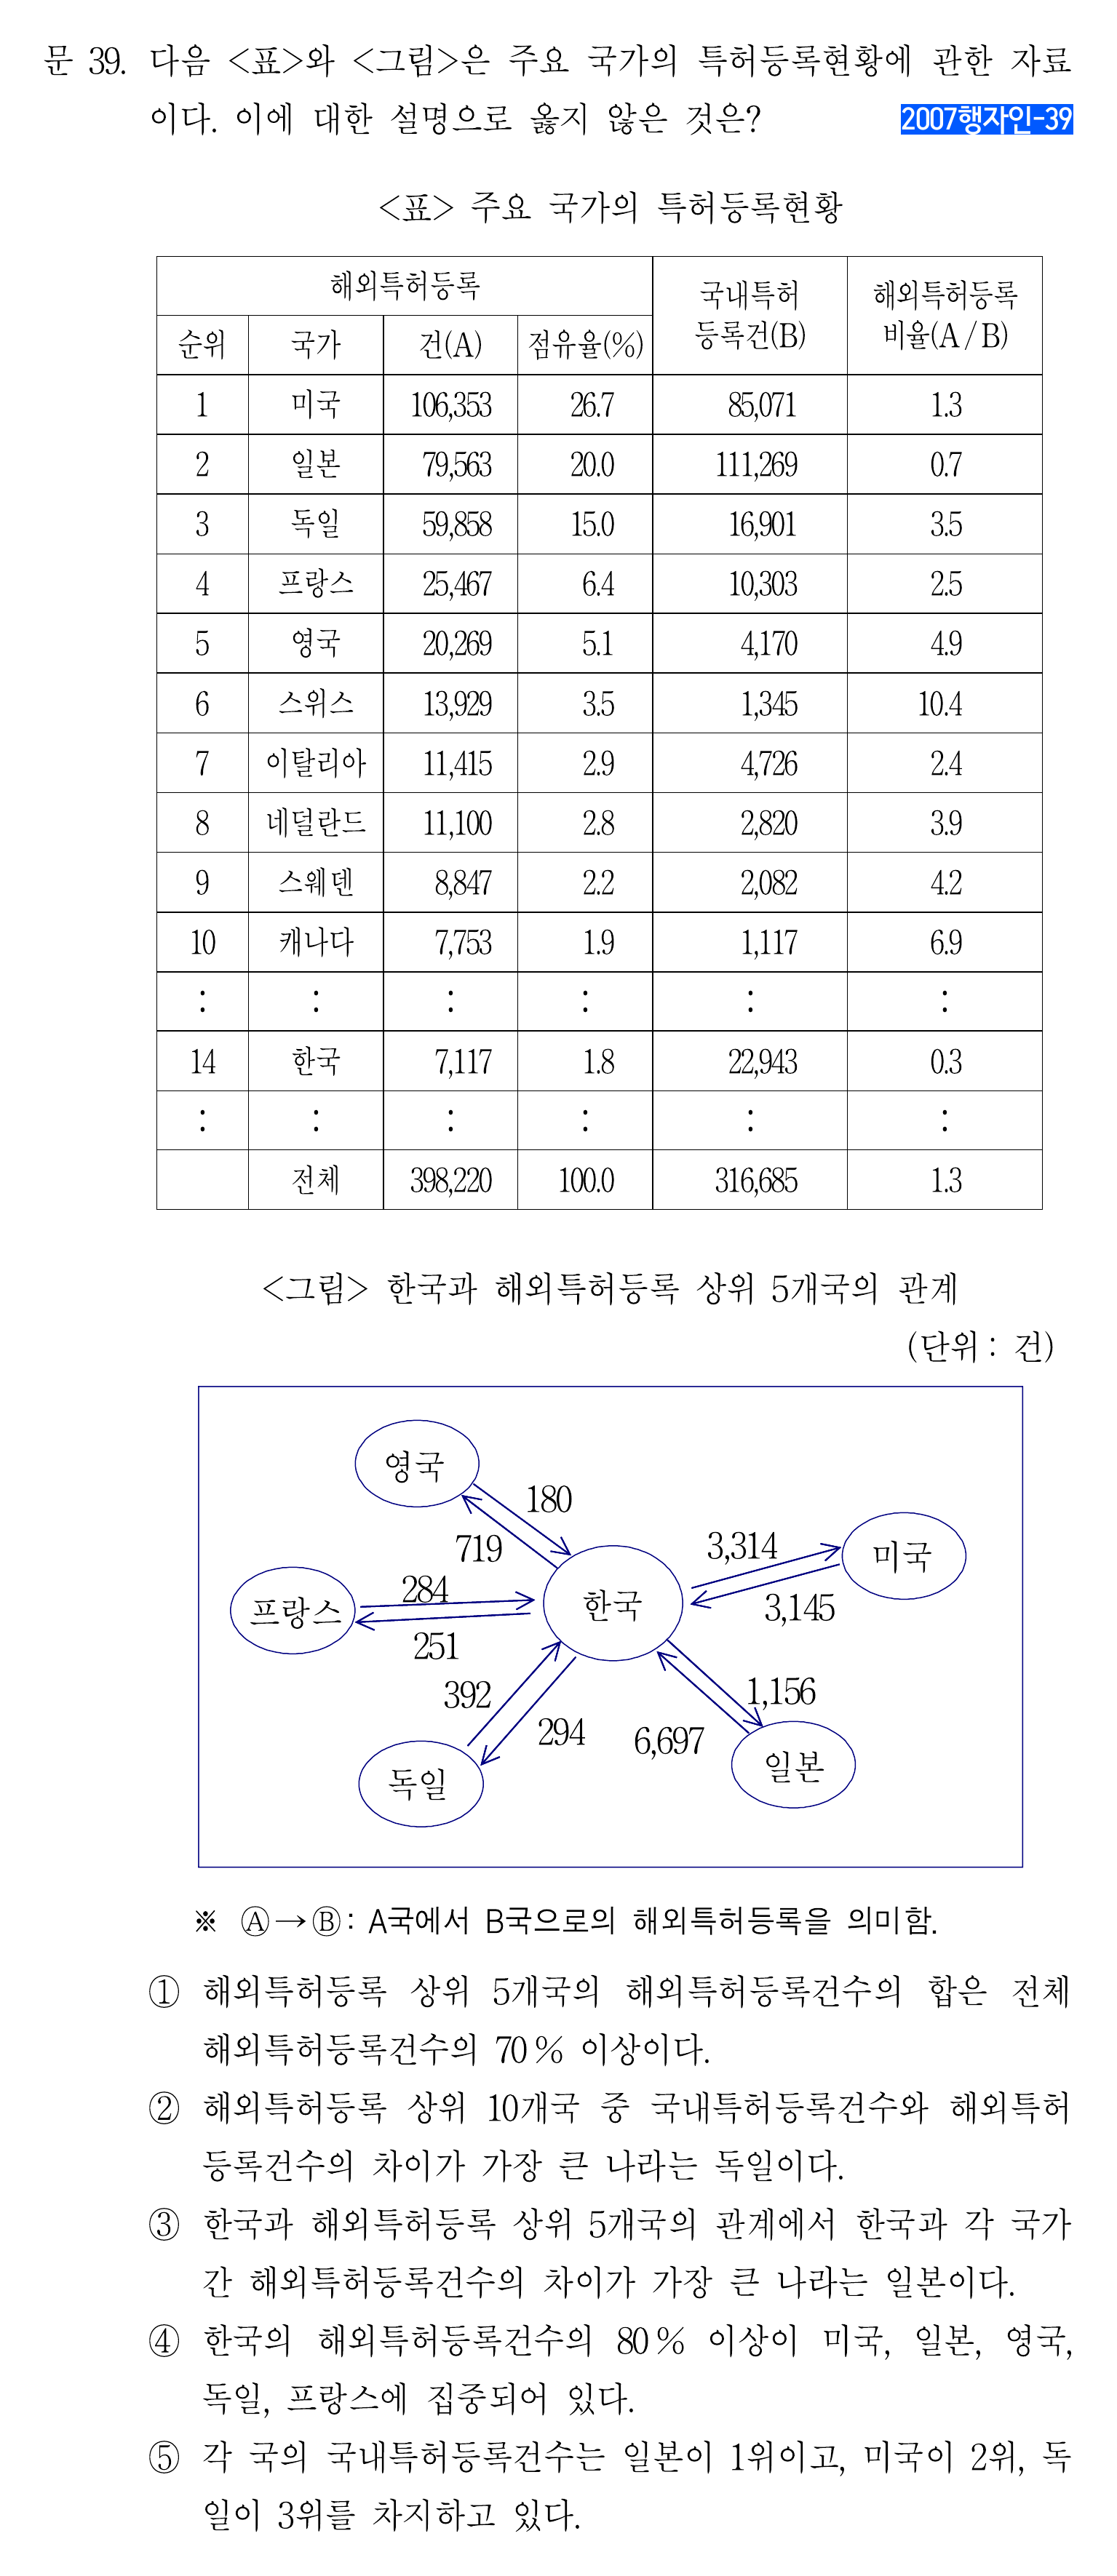 문 39. 다음 <표>와 <그림>은 주요 국가의 특허등록현황에 관한 자료
이다. 이에 대한 설명으로 옳지 않은 것은?
2007행자인-39
<표> 주요 국가의 특허등록현황
해외특허등록 국내특허 등록건(B) 해외특허등록 비율(A/B)
순위 국가 건(A) 점유율(%)
1 미국 106,353 26.7 85,071 1.3
2 일본 79,563 20.0 111,269 0.7
3 독일 59,858 15.0 16,901 3.5
4 프랑스 25,467 6.4 10,303 2.5
5 영국 20,269 5.1 4,170 4.9
6 스위스 13,929 3.5 1,345 10.4
7 이탈리아 11,415 2.9 4,726 2.4
8 네덜란드 11,100 2.8 2,820 3.9
9 스웨덴 8,847 2.2 2,082 4.2
10 캐나다 7,753 1.9 1,117 6.9
: : : : : :
14 한국 7,117 1.8 22,943 0.3
: : : : : :
전체 398,220 100.0 316,685 1.3
<그림> 한국과 해외특허등록 상위 5개국의 관계
(단위 : 건)
영국
180
719
3,314
미국
284
프랑스
한국
3,145
251
392
294
1,156
6,697
독일
일본
※ Ⓐ→Ⓑ : A국에서 B국으로의 해외특허등록을 의미함.
① 해외특허등록 상위 5개국의 해외특허등록건수의 합은 전체
해외특허등록건수의 70% 이상이다.
② 해외특허등록 상위 10개국 중 국내특허등록건수와 해외특허
등록건수의 차이가 가장 큰 나라는 독일이다.
③ 한국과 해외특허등록 상위 5개국의 관계에서 한국과 각 국가
간 해외특허등록건수의 차이가 가장 큰 나라는 일본이다.
④ 한국의 해외특허등록건수의 80% 이상이 미국, 일본, 영국,
독일, 프랑스에 집중되어 있다.
⑤ 각 국의 국내특허등록건수는 일본이 1위이고, 미국이 2위, 독
일이 3위를 차지하고 있다.